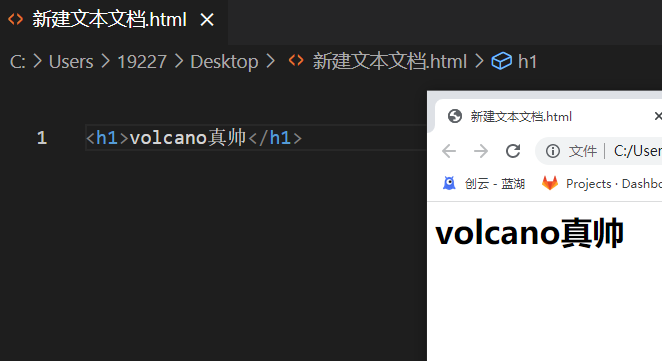 新建文本文档.html
C: > Users > 19227 > Desktop > 新建文本文档.html > h1
1 <h1>volcano真帅</h1>
新建文本文档.html
文件 | C:/User
创云 - 蓝湖 Projects · Dashbo
volcano真帅